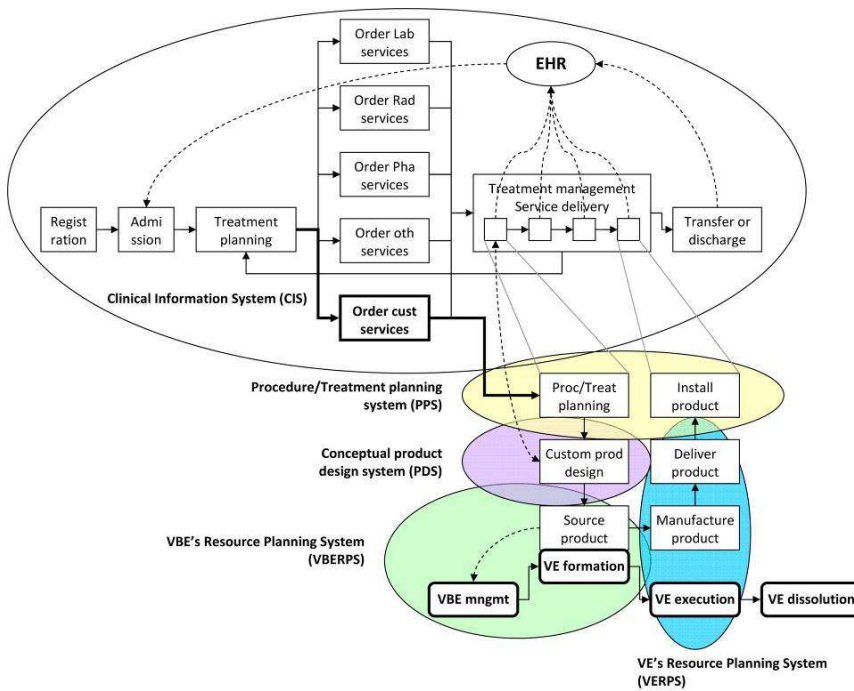 Order Lab
services
EHR
Order Rad
services
Order Pha
services
Treatment management
Service delivery
Regist
ration
Admi
ssion
Treatment
planning
Order oth
services
Transfer or
discharge
Clinical Information System (CIS)
Order cust
services
Procedure/Treatment planning
system (PPS)
Proc/Treat
planning
Install
product
Conceptual product
design system (PDS)
Custom prod
design
Deliver
product
VBE's Resource Planning System
(VBERPS)
Source
product
Manufacture
product
VE formation
VBE mngmt
VE execution
VE dissolution
VE's Resource Planning System
(VERPS)